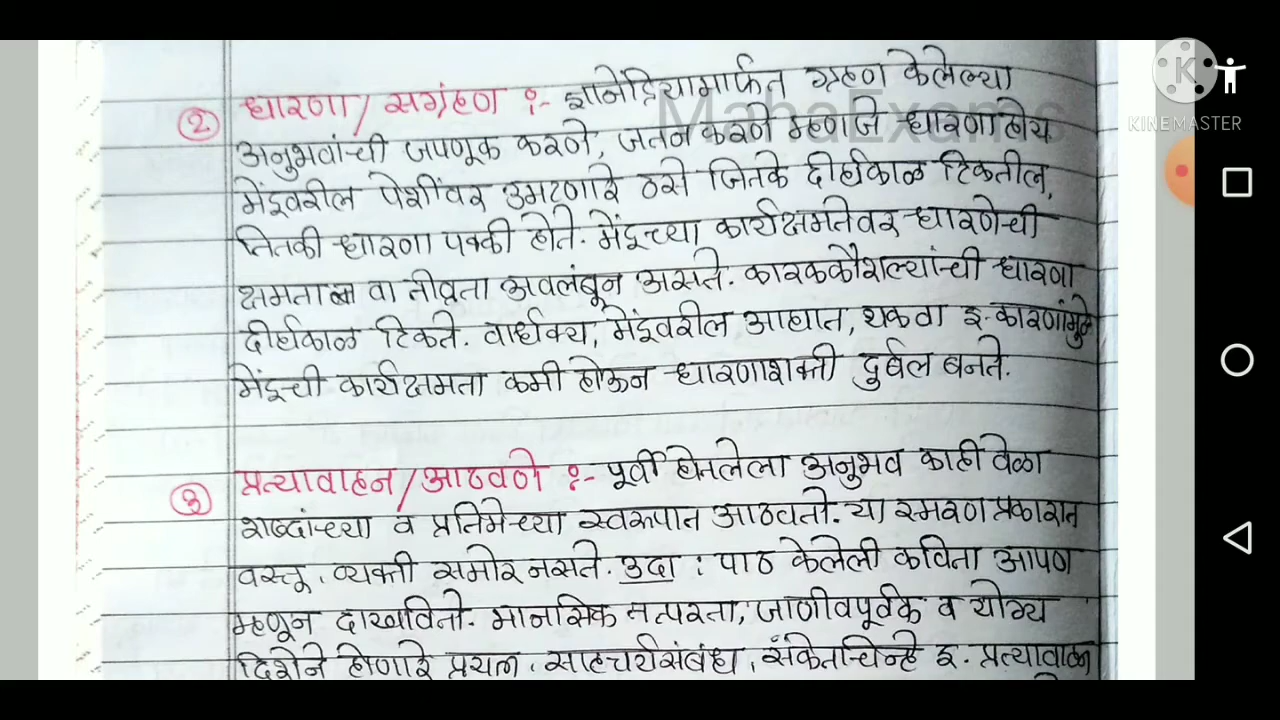 ② धारणा/ सग्रंहण :- ज्ञानेंद्रियामार्फत ग्रहण केलेल्या
अनुभवांची जपणूक करणे, जतन करणे म्हणजे धारणा होय
मेंदूवरील पेशींवर उमटणारे ठसे जितके दीर्घकाळ टिकतील,
तितकी धारणा पक्की होते. मेंदूच्या कार्यक्षमतेवर धारणेची
क्षमता वा तीव्रता अवलंबून असते. कारककौशल्यांची धारणा
दीर्घकाळ टिकते. वार्धक्य, मेंदूवरील आघात, थकवा इ. कारणांमुळे
मेंदूची कार्यक्षमता कमी होऊन धारणाशक्ती दुर्बल बनते.
③ प्रत्यावाहन/आठवणे :- पूर्वी घेतलेला अनुभव काही वेळा
शब्दांच्या व प्रतिमेच्या स्वरूपात आठवतो. या स्मरण प्रकारात
वस्तू, व्यक्ती समोर नसते. उदा : पाठ केलेली कविता आपण
म्हणून दाखवितो. मानसिक तत्परता, जाणीवपूर्वक व योग्य
दिशेने होणारे प्रयत्न, साहचर्यसंबंध, संकेतचिन्हे इ. प्रत्यावाहन
MahaExams
KINEMASTER